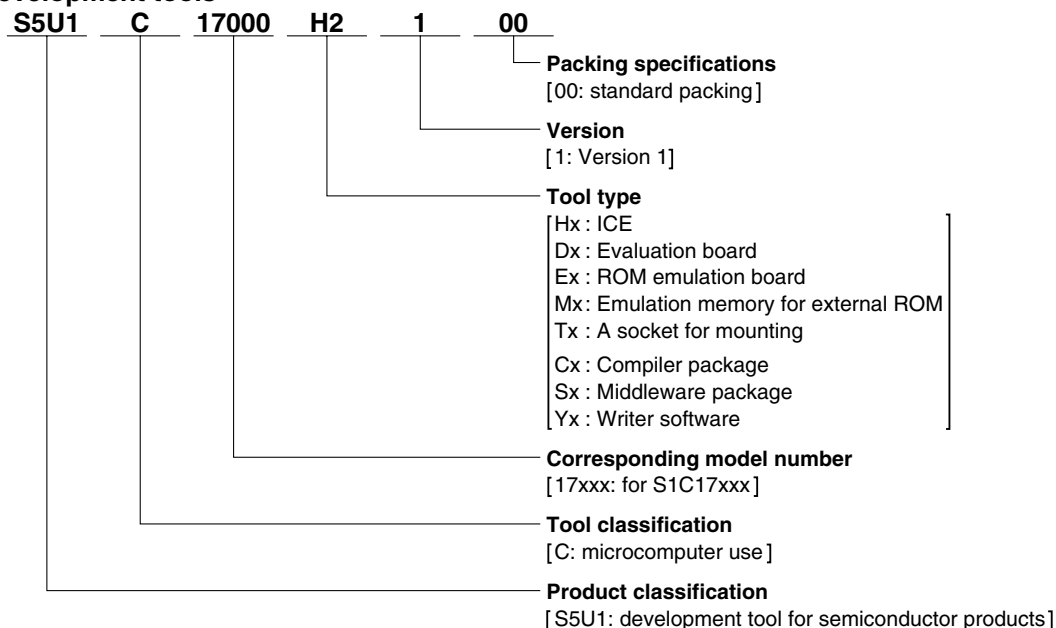 S5U1 C 17000 H2 1 00
Packing specifications
[00: standard packing]
Version
[1: Version 1]
Tool type
[Hx : ICE
Dx : Evaluation board
Ex : ROM emulation board
Mx : Emulation memory for external ROM
Tx : A socket for mounting
Cx : Compiler package
Sx : Middleware package
Yx : Writer software]
Corresponding model number
[17xxx: for S1C17xxx]
Tool classification
[C: microcomputer use]
Product classification
[S5U1: development tool for semiconductor products]